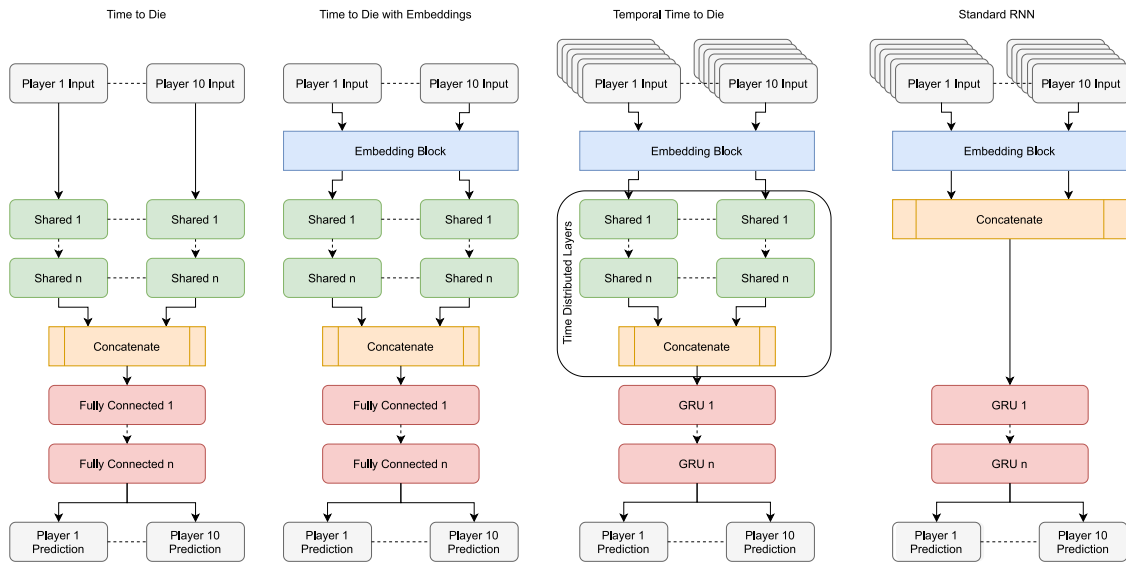 Time to Die
Time to Die with Embeddings
Temporal Time to Die
Standard RNN
Player 1 Input
Player 10 Input
Player 1 Input
Player 10 Input
Player 1 Input
Player 10 Input
Player 1 Input
Player 10 Input
Embedding Block
Embedding Block
Embedding Block
Shared 1
Shared 1
Shared 1
Shared 1
Shared 1
Shared 1
Concatenate
Time Distributed Layers
Shared n
Shared n
Shared n
Shared n
Shared n
Shared n
Concatenate
Concatenate
Concatenate
Fully Connected 1
Fully Connected 1
GRU 1
GRU 1
Fully Connected n
Fully Connected n
GRU n
GRU n
Player 1
Prediction
Player 10
Prediction
Player 1
Prediction
Player 10
Prediction
Player 1
Prediction
Player 10
Prediction
Player 1
Prediction
Player 10
Prediction